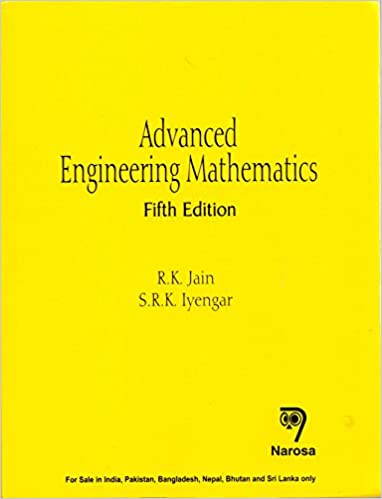 Advanced
Engineering Mathematics
Fifth Edition
R.K. Jain
S.R.K. Iyengar
Narosa
For Sale in India, Pakistan, Bangladesh, Nepal, Bhutan and Sri Lanka only